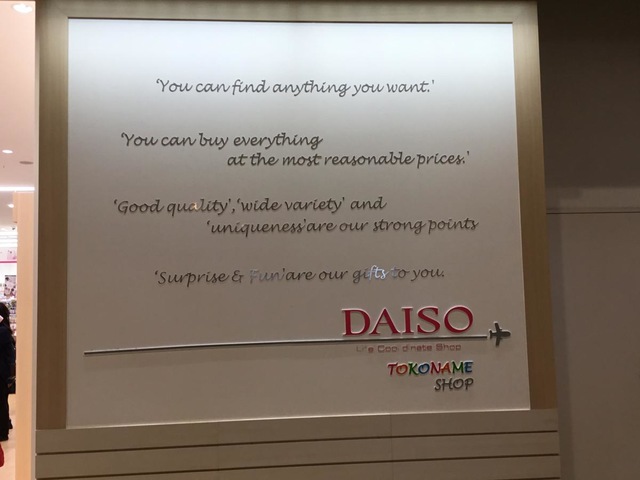 'You can find anything you want.'
'You can buy everything
at the most reasonable prices.'
'Good quality','wide variety' and
'uniqueness'are our strong points
'Surprise & Fun'are our gifts to you.
DAISO
Life Coordinate Shop
TOKONAME
SHOP